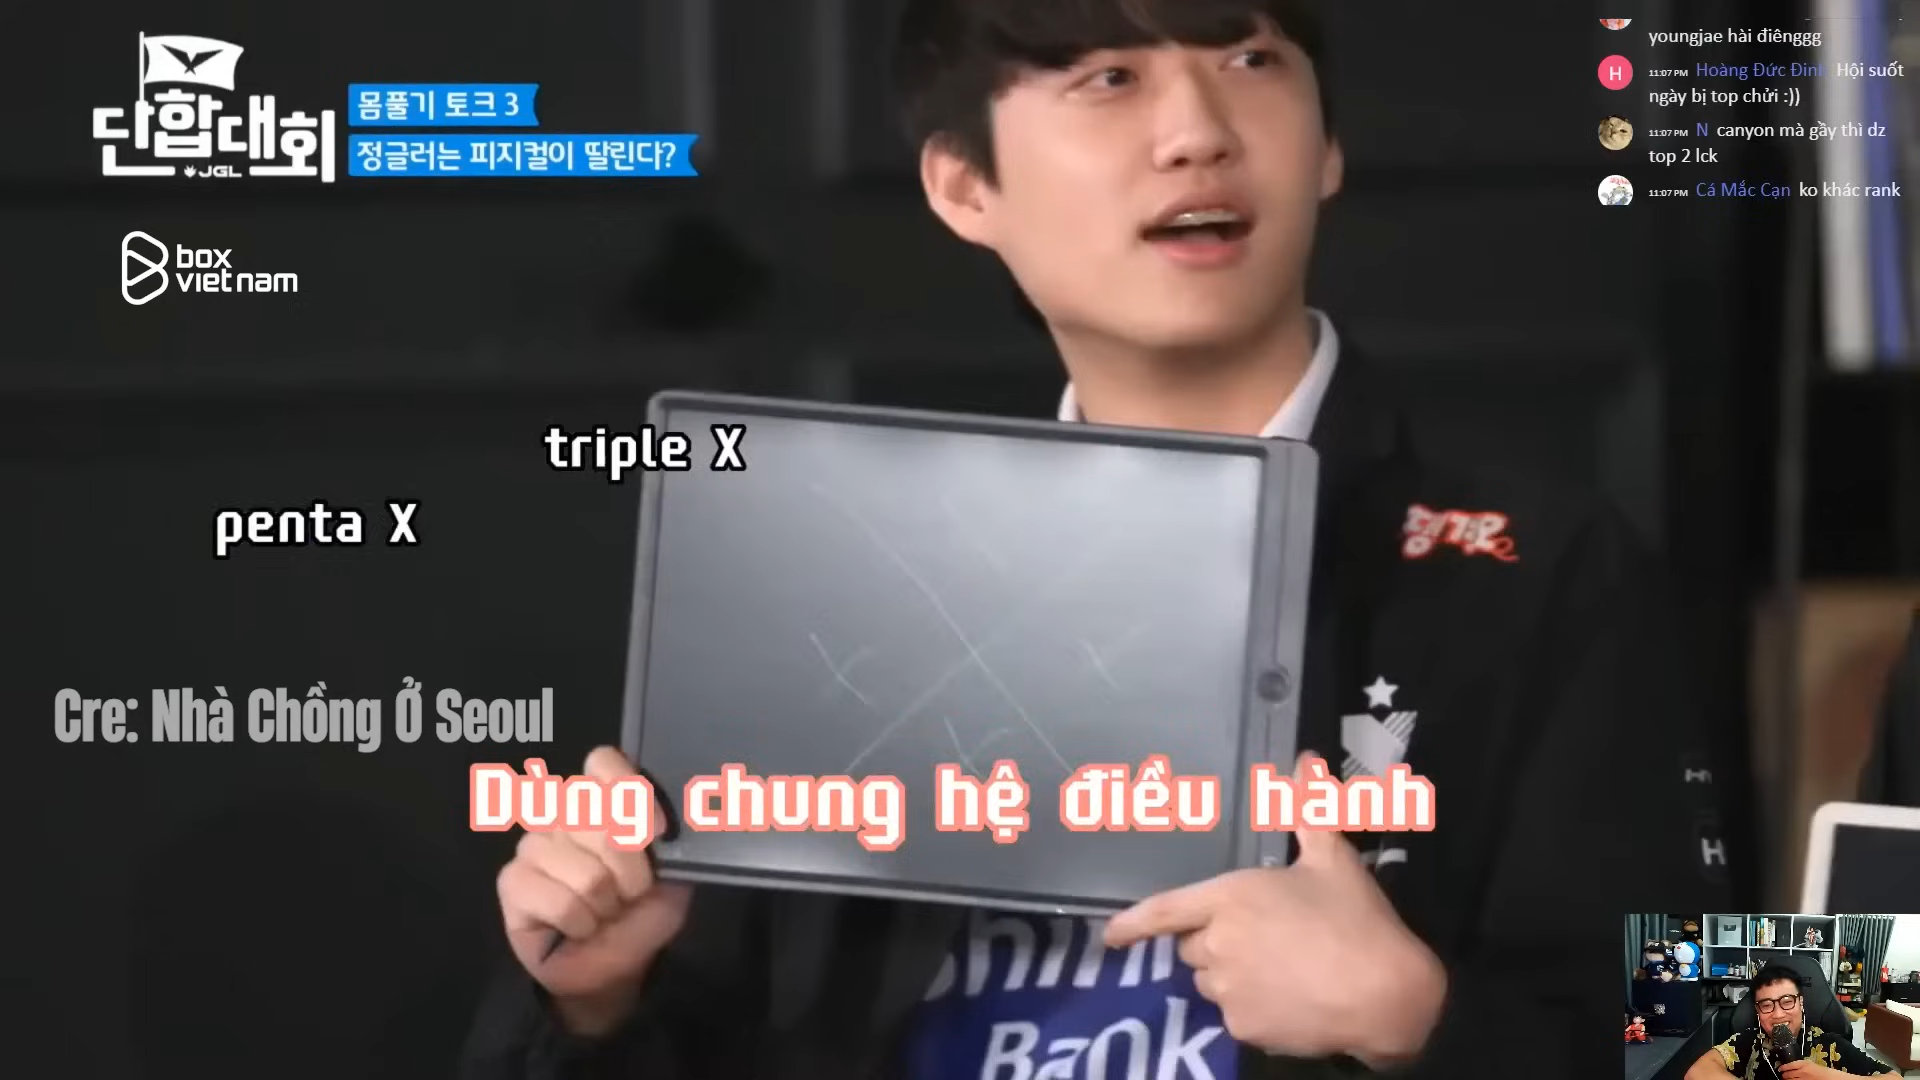 단합대회
JGL
몸풀기 토크 3
정글러는 피지컬이 딸린다?
box
vietnam
youngjae hài điênggg
H
11:07 PM Hoàng Đức Đinh Hội suốt
ngày bị top chửi :))
11:07 PM N canyon mà gầy thì dz
top 2 lck
11:07 PM Cá Mắc Cạn ko khác rank
triple X
penta X
Cre: Nhà Chồng Ở Seoul
Dùng chung hệ điều hành
Bank
H